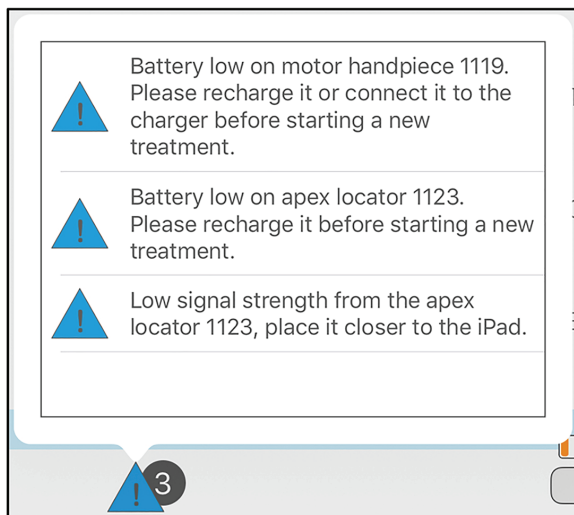 Battery low on motor handpiece 1119.
Please recharge it or connect it to the
charger before starting a new
treatment.
Battery low on apex locator 1123.
Please recharge it before starting a new
treatment.
Low signal strength from the apex
locator 1123, place it closer to the iPad.
3